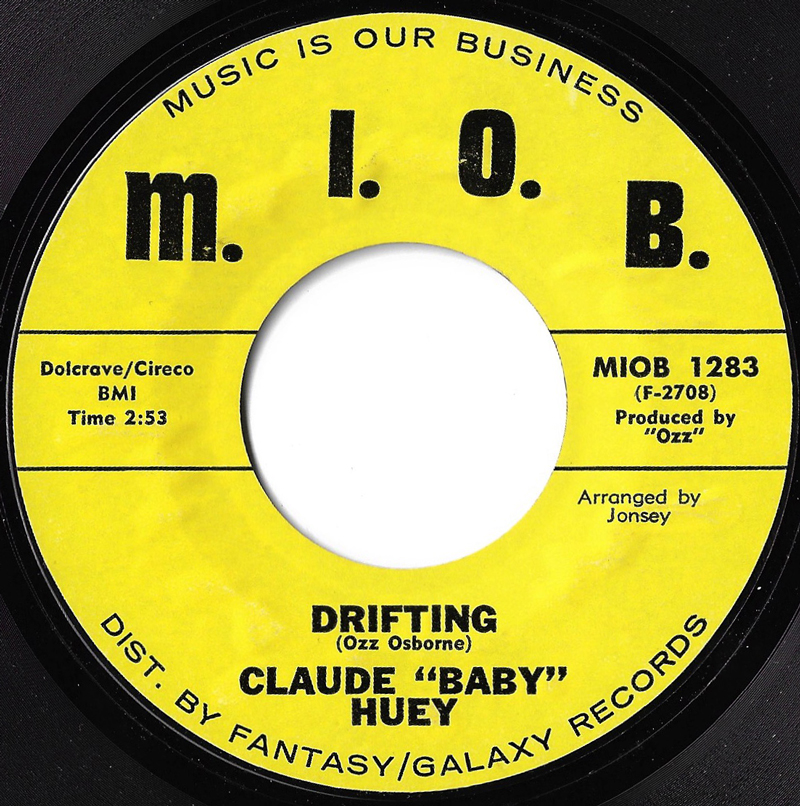 MUSIC IS OUR BUSINESS
M. I. O. B.
Dolcrave/Cireco
BMI
Time 2:53
MIOB 1283
(F-2708)
Produced by
"Ozz"
Arranged by
Jonsey
DRIFTING
(Ozz Osborne)
CLAUDE "BABY"
HUEY
DIST. BY FANTASY/GALAXY RECORDS